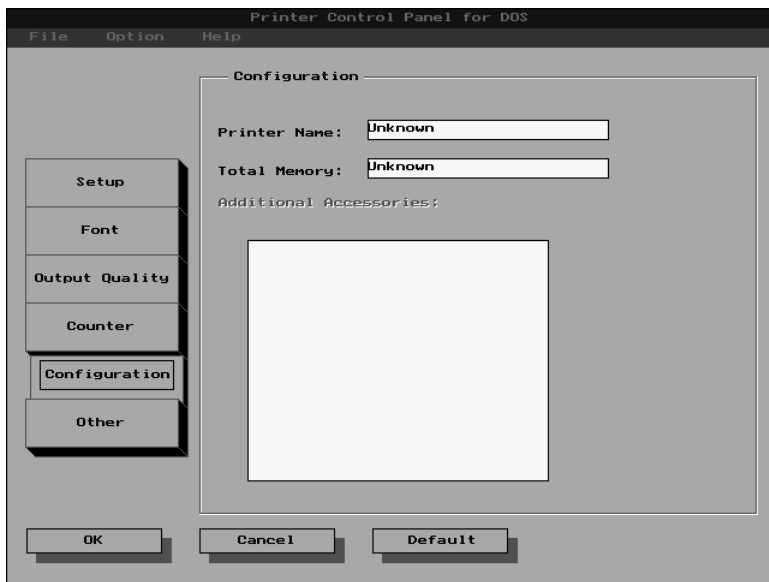 Printer Control Panel for DOS
File Option Help
Configuration
Printer Name: Unknown
Total Memory: Unknown
Additional Accessories:
Setup
Font
Output Quality
Counter
Configuration
Other
OK Cancel Default